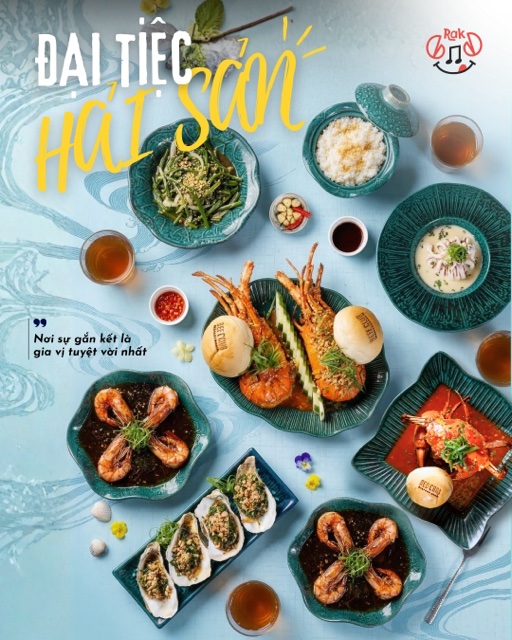 ĐẠI TIỆC
HẢI SẢN
Rak
Nơi sự gắn kết là
gia vị tuyệt vời nhất